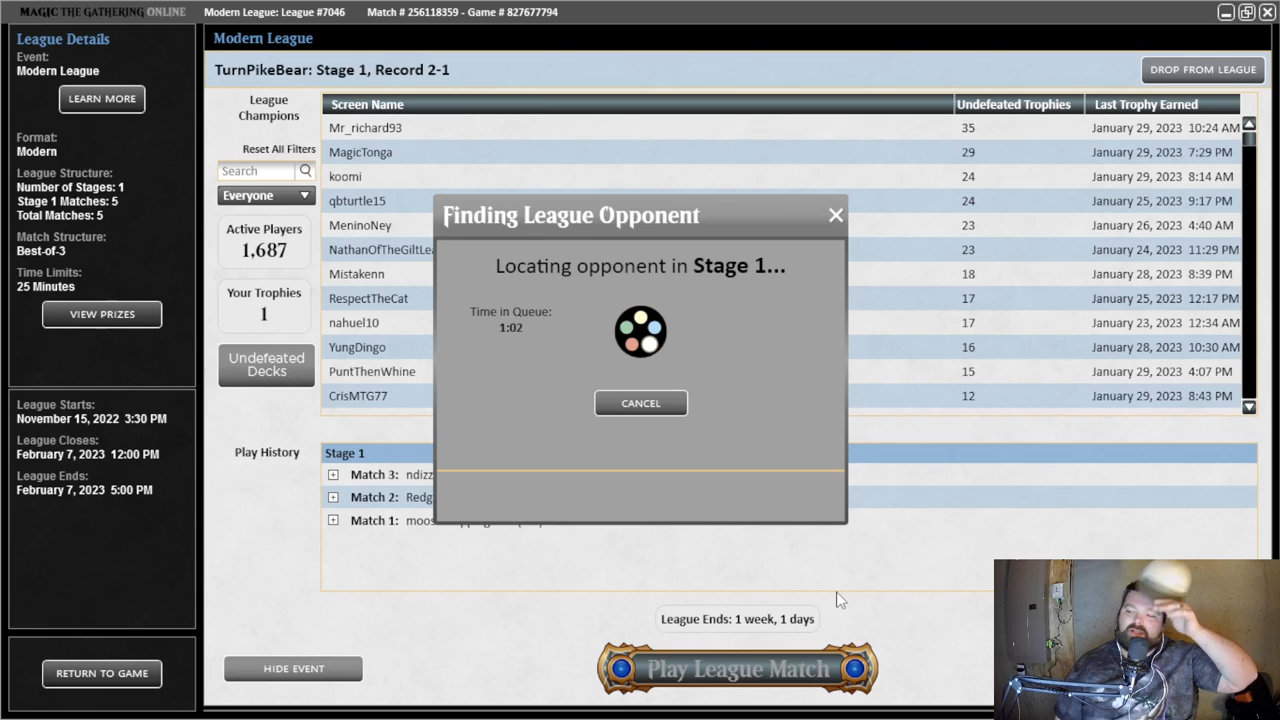 MAGIC THE GATHERING ONLINE
Modern League: League #7046
Match # 256118359 - Game # 827677794
League Details
Event:
Modern League
LEARN MORE
Format:
Modern
League Structure:
Number of Stages: 1
Stage 1 Matches: 5
Total Matches: 5
Match Structure:
Best-of-3
Time Limits:
25 Minutes
VIEW PRIZES
League Starts:
November 15, 2022 3:30 PM
League Closes:
February 7, 2023 12:00 PM
League Ends:
February 7, 2023 5:00 PM
RETURN TO GAME
Modern League
TurnPikeBear: Stage 1, Record 2-1
DROP FROM LEAGUE
League
Champions
Reset All Filters
Search
Everyone
Active Players
1,687
Your Trophies
1
Undefeated
Decks
Screen Name Undefeated Trophies Last Trophy Earned
Mr_richard93 35 January 29, 2023 10:24 AM
MagicTonga 29 January 29, 2023 7:29 PM
koomi 24 January 29, 2023 8:14 AM
qbturtle15 24 January 25, 2023 9:17 PM
MeninoNey 23 January 26, 2023 4:40 AM
NathanOfTheGiltLea 23 January 24, 2023 11:29 PM
Mistakenn 18 January 28, 2023 8:39 PM
RespectTheCat 17 January 25, 2023 12:17 PM
nahuel10 17 January 23, 2023 12:34 AM
YungDingo 16 January 28, 2023 10:30 AM
PuntThenWhine 15 January 29, 2023 4:07 PM
CrisMTG77 12 January 29, 2023 8:43 PM
Finding League Opponent
Locating opponent in Stage 1...
Time in Queue:
1:02
CANCEL
Play History
Stage 1
Match 3: ndizz
Match 2: Redg
Match 1: moos
League Ends: 1 week, 1 days
HIDE EVENT
Play League Match